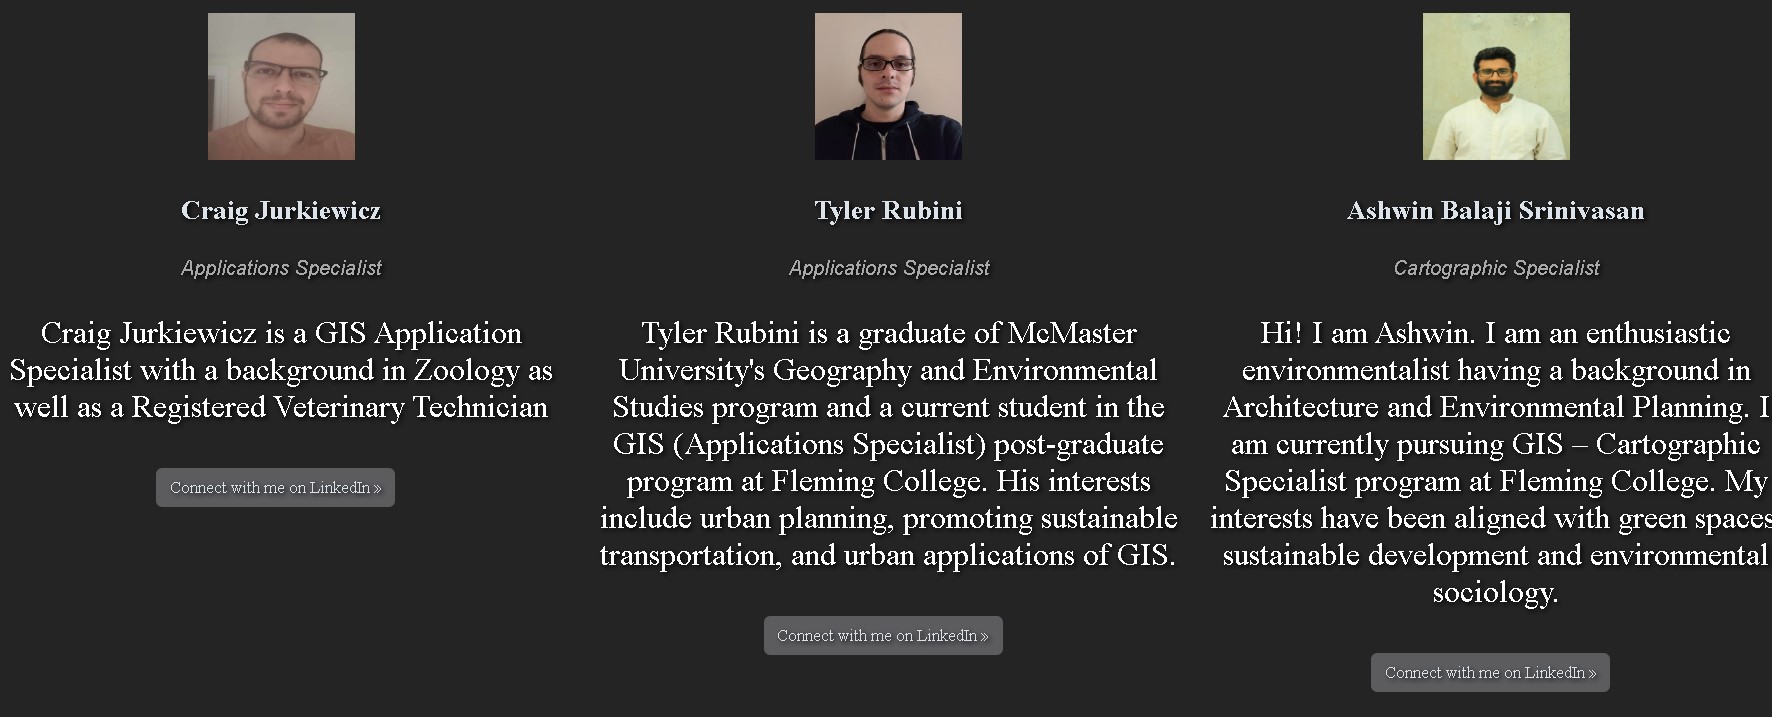 Craig Jurkiewicz
Applications Specialist
Craig Jurkiewicz is a GIS Application
Specialist with a background in Zoology as
well as a Registered Veterinary Technician
Connect with me on LinkedIn »
Tyler Rubini
Applications Specialist
Tyler Rubini is a graduate of McMaster
University's Geography and Environmental
Studies program and a current student in the
GIS (Applications Specialist) post-graduate
program at Fleming College. His interests
include urban planning, promoting sustainable
transportation, and urban applications of GIS.
Connect with me on LinkedIn »
Ashwin Balaji Srinivasan
Cartographic Specialist
Hi! I am Ashwin. I am an enthusiastic
environmentalist having a background in
Architecture and Environmental Planning. I
am currently pursuing GIS – Cartographic
Specialist program at Fleming College. My
interests have been aligned with green spaces
sustainable development and environmental
sociology.
Connect with me on LinkedIn »